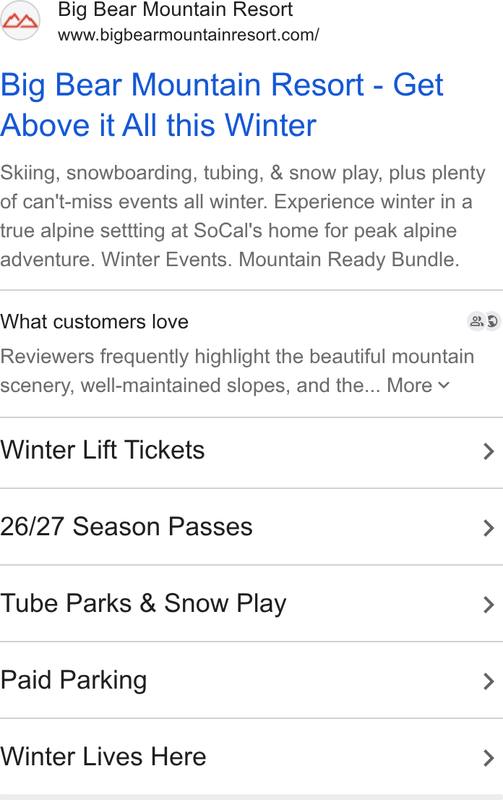 Big Bear Mountain Resort
www.bigbearmountainresort.com/
Big Bear Mountain Resort - Get
Above it All this Winter
Skiing, snowboarding, tubing, & snow play, plus plenty
of can't-miss events all winter. Experience winter in a
true alpine settting at SoCal's home for peak alpine
adventure. Winter Events. Mountain Ready Bundle.
What customers love
Reviewers frequently highlight the beautiful mountain
scenery, well-maintained slopes, and the... More
Winter Lift Tickets
26/27 Season Passes
Tube Parks & Snow Play
Paid Parking
Winter Lives Here